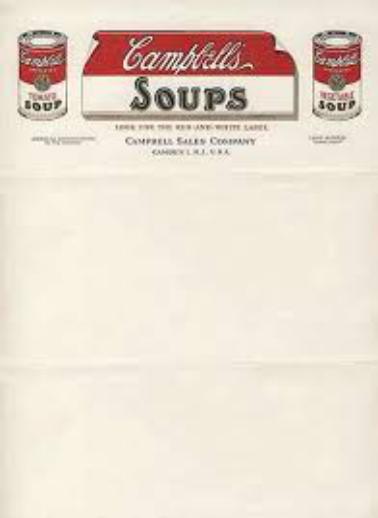 Campbell's
TOMATO
SOUP
Campbell's
SOUPS
Campbell's
VEGETABLE
SOUP
LOOK FOR THE RED-AND-WHITE LABEL
CAMPBELL SALES COMPANY
CAMDEN 1, N.J., U.S.A.